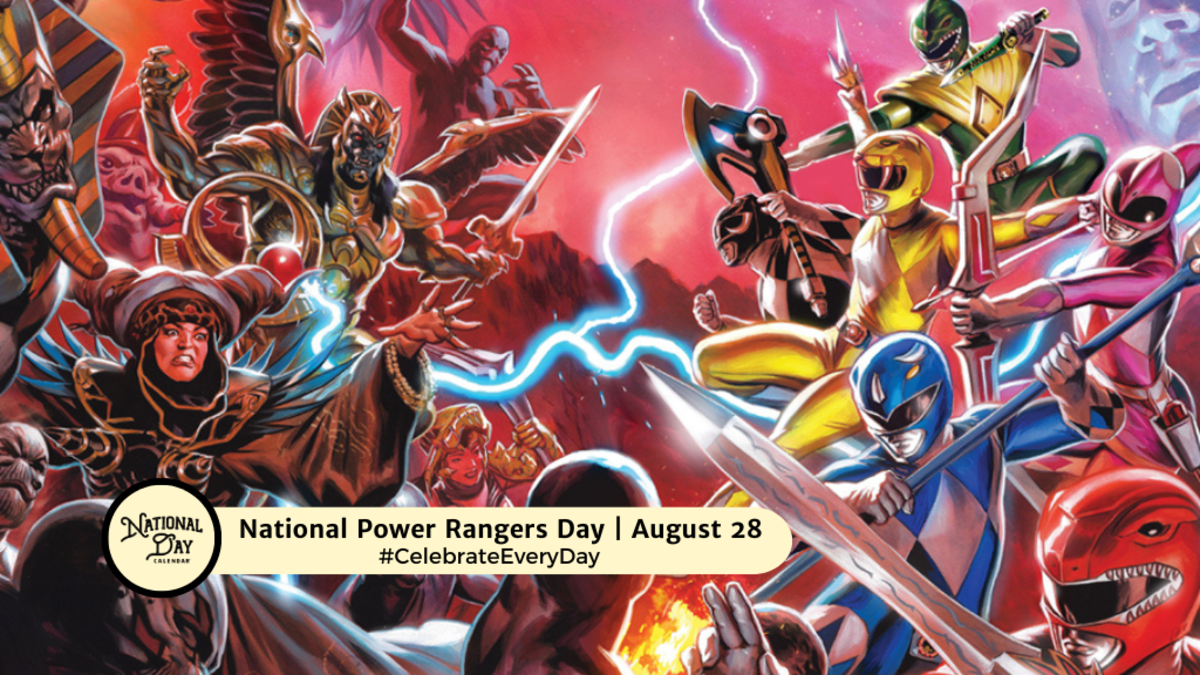 NATIONAL
DAY
CALENDAR
National Power Rangers Day | August 28
#CelebrateEveryDay